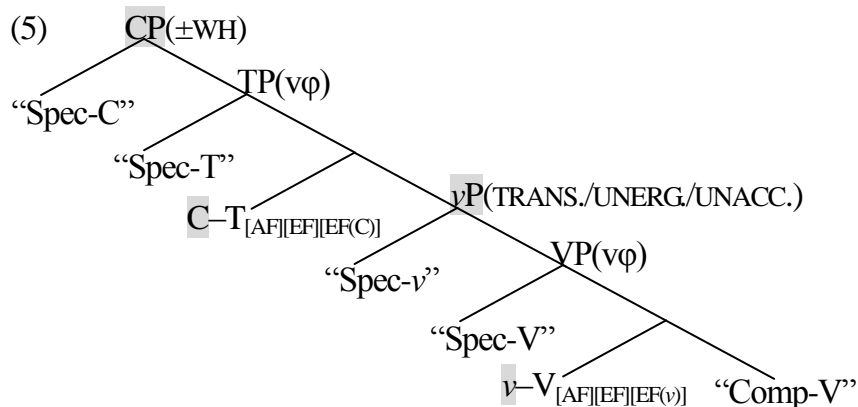 (5) CP(±WH)
TP(vφ)
“Spec-C”
“Spec-T”
C–T[AF][EF][EF(C)]
vP(TRANS./UNERG./UNACC.)
“Spec-v”
VP(vφ)
“Spec-V”
v–V[AF][EF][EF(v)]
“Comp-V”